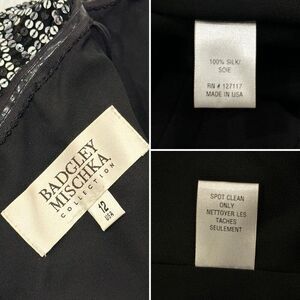 BADGLEY
MISCHKA
COLLECTION
12
USA
100% SILK/
SOIE
RN # 127117
MADE IN USA
SPOT CLEAN
ONLY
NETTOYER LES
TACHES
SEULEMENT